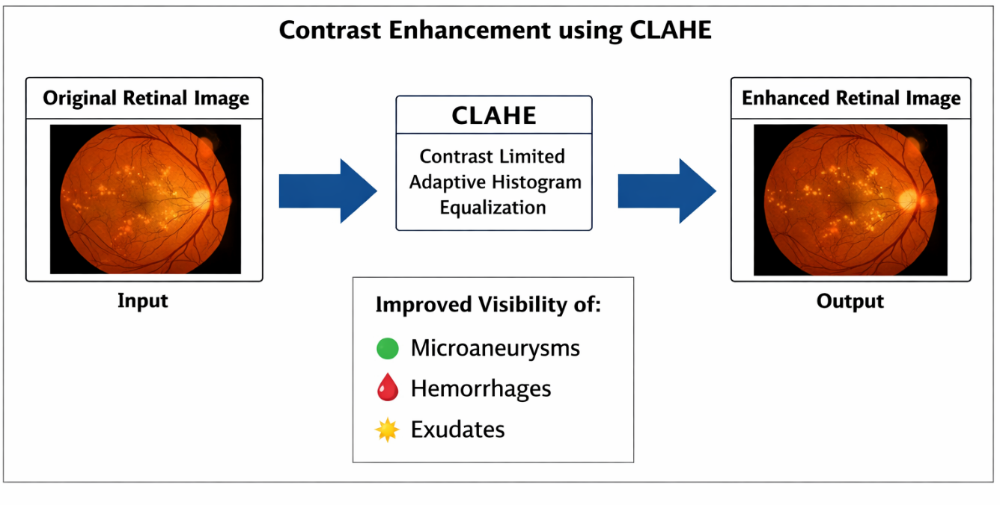 Contrast Enhancement using CLAHE
Original Retinal Image
Input
CLAHE
Contrast Limited
Adaptive Histogram
Equalization
Enhanced Retinal Image
Output
Improved Visibility of:
Microaneurysms
Hemorrhages
Exudates